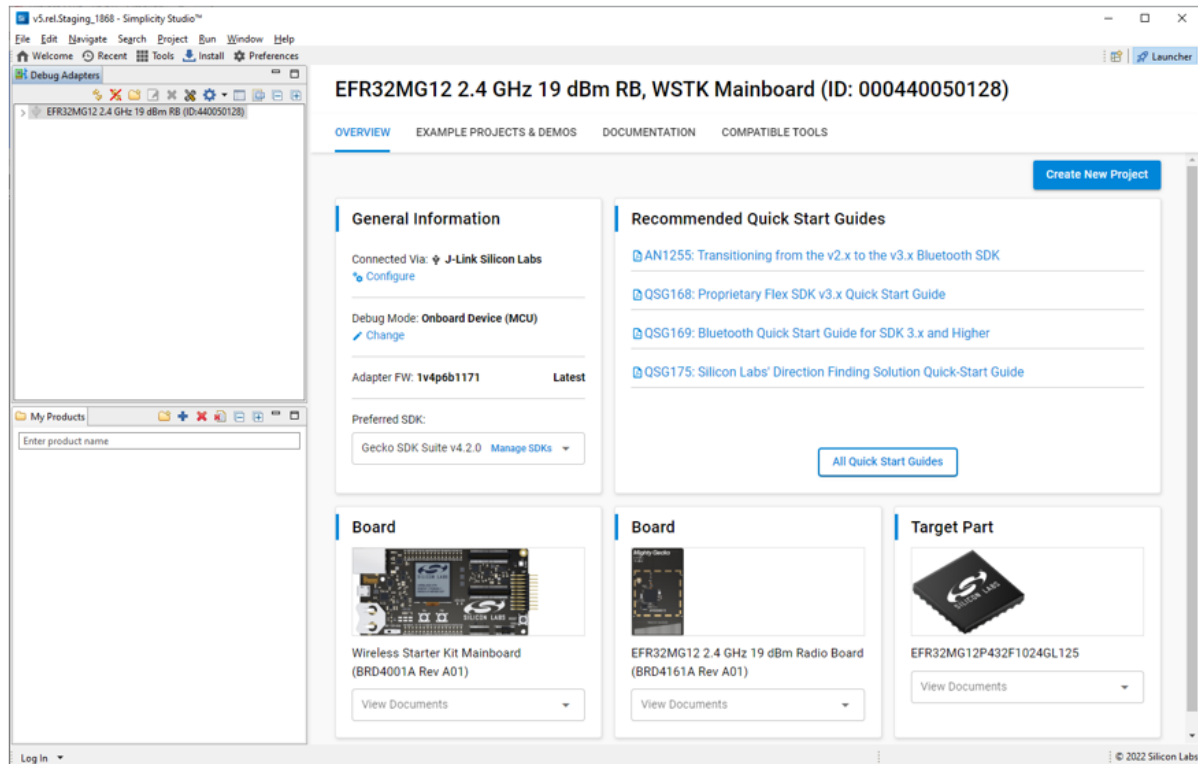 v5.rel.Staging_1868 - Simplicity Studio™
File Edit Navigate Search Project Run Window Help
Welcome Recent Tools Install Preferences
Launcher
Debug Adapters
EFR32MG12 2.4 GHz 19 dBm RB (ID:440050128)
My Products
Enter product name
EFR32MG12 2.4 GHz 19 dBm RB, WSTK Mainboard (ID: 000440050128)
OVERVIEW EXAMPLE PROJECTS & DEMOS DOCUMENTATION COMPATIBLE TOOLS
Create New Project
General Information
Connected Via: J-Link Silicon Labs
Configure
Debug Mode: Onboard Device (MCU)
Change
Adapter FW: 1v4p6b1171 Latest
Preferred SDK:
Gecko SDK Suite v4.2.0 Manage SDKs
Recommended Quick Start Guides
AN1255: Transitioning from the v2.x to the v3.x Bluetooth SDK
QSG168: Proprietary Flex SDK v3.x Quick Start Guide
QSG169: Bluetooth Quick Start Guide for SDK 3.x and Higher
QSG175: Silicon Labs' Direction Finding Solution Quick-Start Guide
All Quick Start Guides
Board
SILICON LABS
SILICON LABS
Wireless Starter Kit Mainboard
(BRD4001A Rev A01)
View Documents
Board
Mighty Gecko
EFR32MG12 2.4 GHz 19 dBm Radio Board
(BRD4161A Rev A01)
View Documents
Target Part
SILICON LABS
EFR32MG12P432F1024GL125
View Documents
Log In
© 2022 Silicon Labs